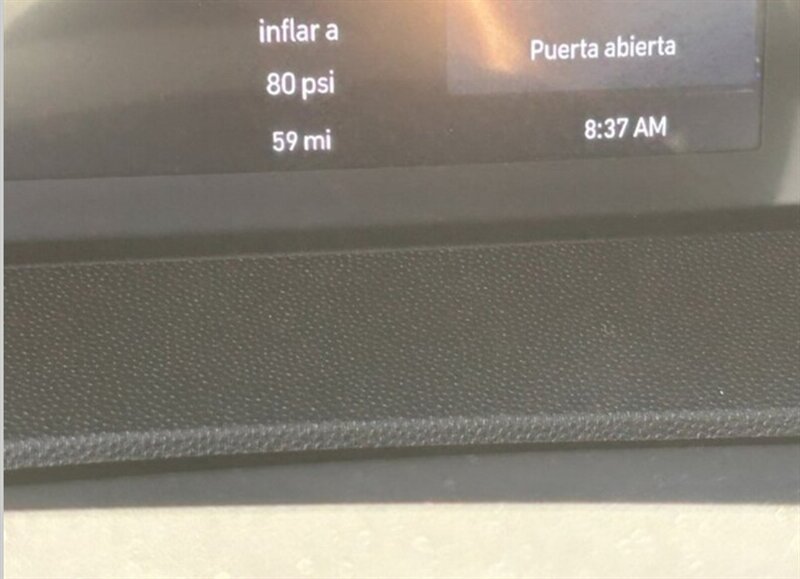 inflar a
80 psi
59 mi
Puerta abierta
8:37 AM